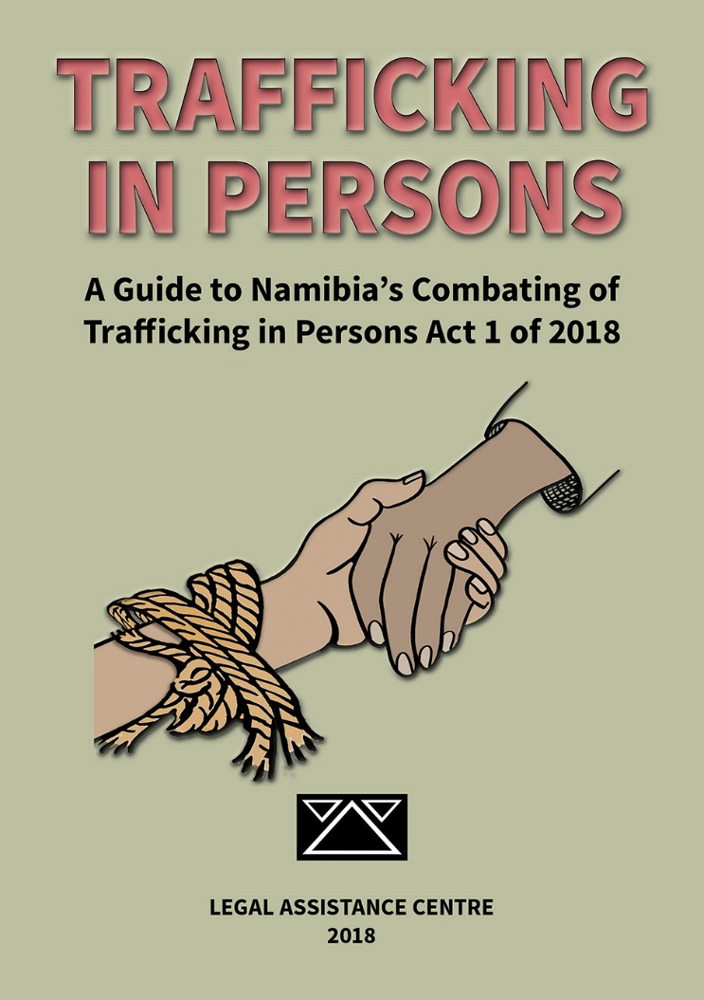 TRAFFICKING
IN PERSONS
A Guide to Namibia’s Combating of
Trafficking in Persons Act 1 of 2018
LEGAL ASSISTANCE CENTRE
2018